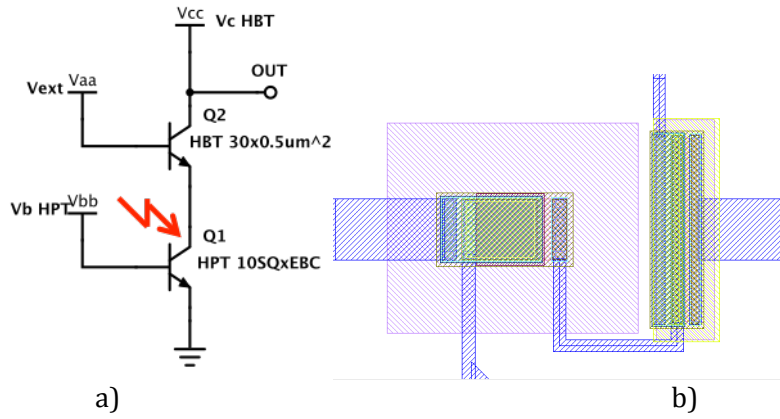 Vcc
Vc HBT
OUT
Vaa
Vext
Q2
HBT 30x0.5um^2
Vbb
Vb HPT
Q1
HPT 10SQxEBC
a)
b)